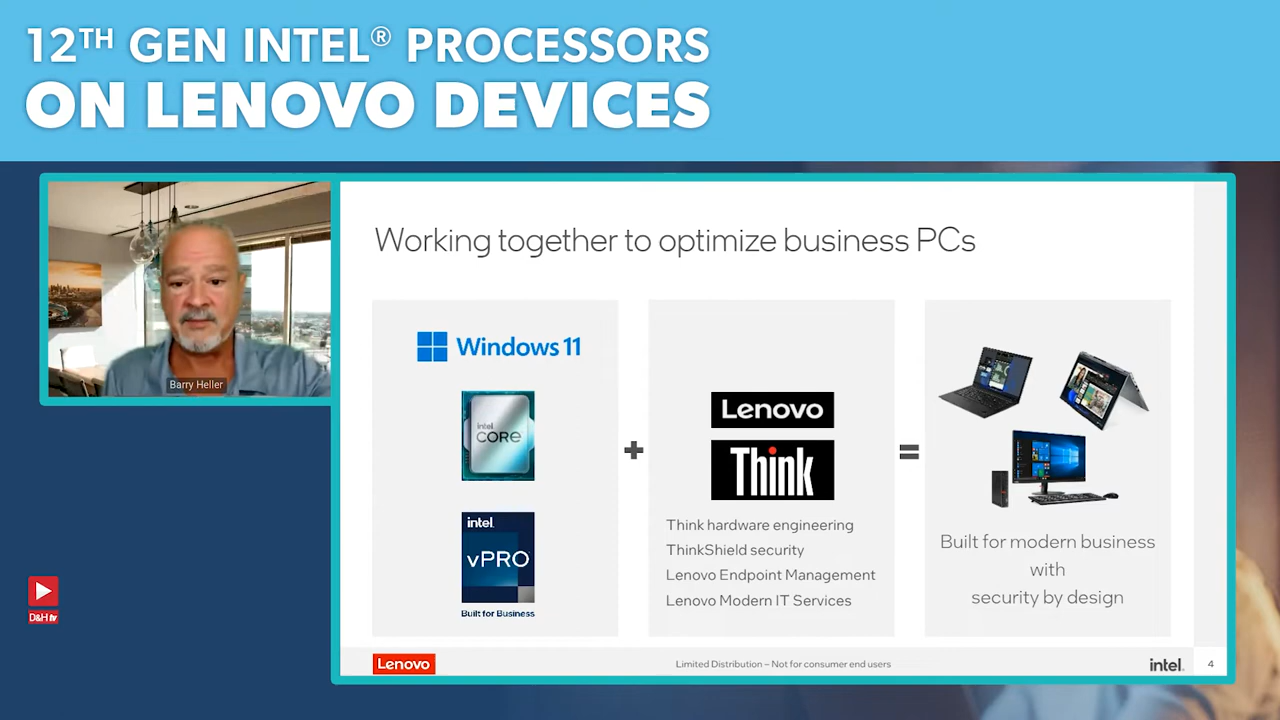 12TH GEN INTEL® PROCESSORS
ON LENOVO DEVICES
Barry Heller
D&H tv
Working together to optimize business PCs
Windows 11
intel
CORE
intel.
vPRO
Built for Business
+
Lenovo
Think
Think hardware engineering
ThinkShield security
Lenovo Endpoint Management
Lenovo Modern IT Services
=
Built for modern business
with
security by design
Lenovo
Limited Distribution – Not for consumer end users
intel.
4